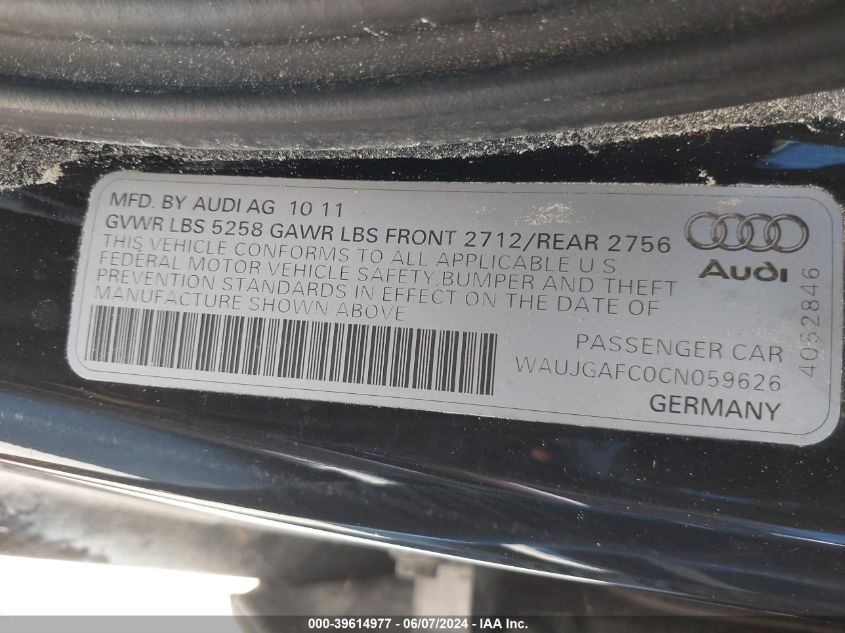 MFD. BY AUDI AG 10 11
GVWR LBS 5258 GAWR LBS FRONT 2712/REAR 2756
THIS VEHICLE CONFORMS TO ALL APPLICABLE U.S
FEDERAL MOTOR VEHICLE SAFETY,BUMPER AND THEFT
PREVENTION STANDARDS IN EFFECT ON THE DATE OF
MANUFACTURE SHOWN ABOVE
Audi
4052846
PASSENGER CAR
WAUJGAFC0CN059626
GERMANY
000-39614977 - 06/07/2024 - IAA Inc.